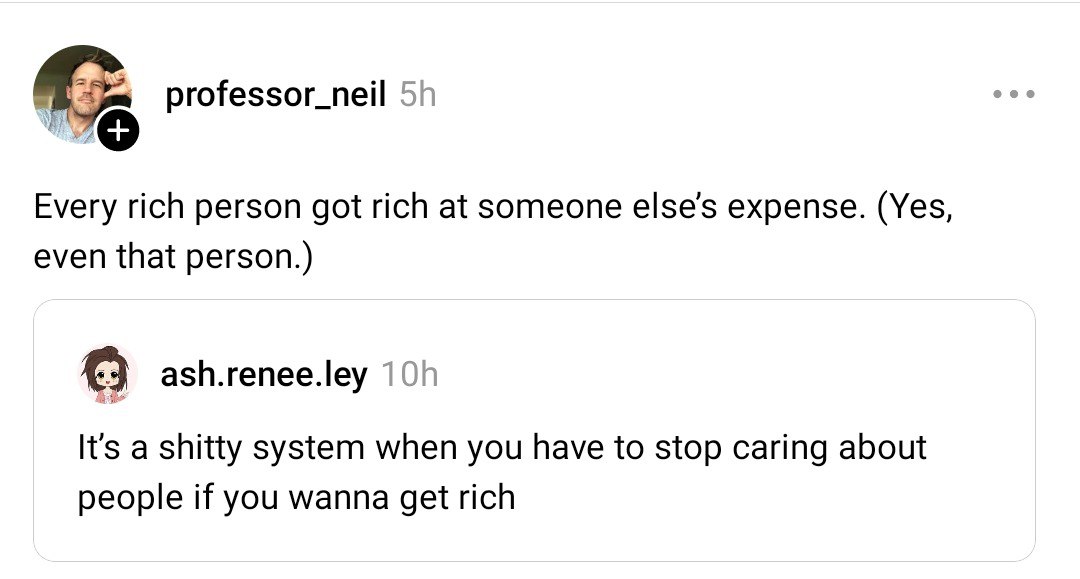 professor_neil 5h
Every rich person got rich at someone else’s expense. (Yes,
even that person.)
ash.renee.ley 10h
It’s a shitty system when you have to stop caring about
people if you wanna get rich